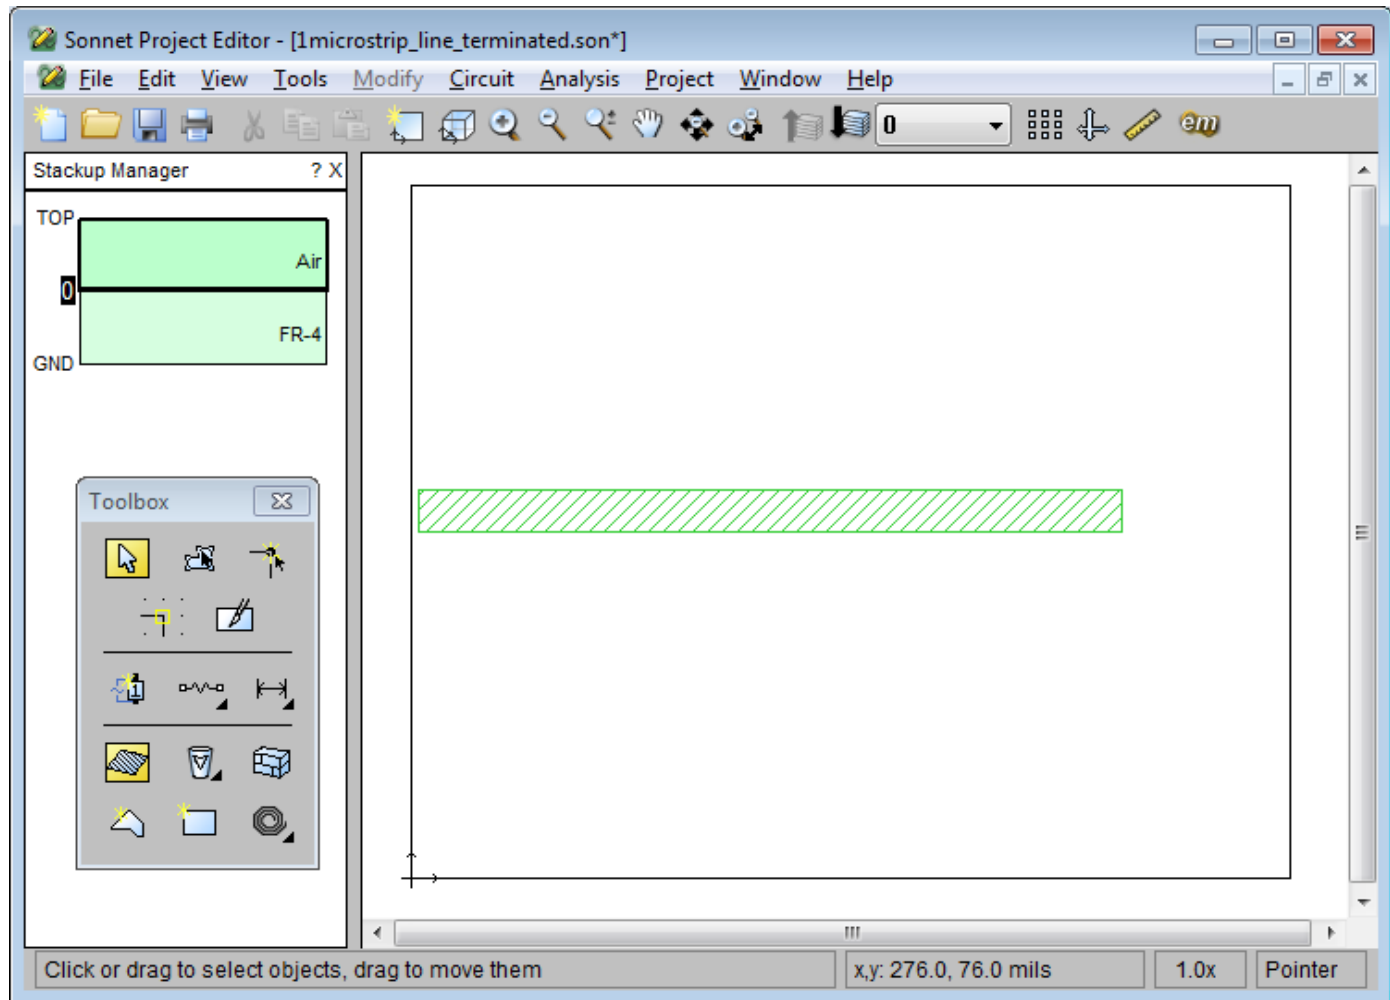 Sonnet Project Editor - [1microstrip_line_terminated.son*]
File Edit View Tools Modify Circuit Analysis Project Window Help
0
em
Stackup Manager ? X
TOP
Air
0
FR-4
GND
Toolbox
1
Click or drag to select objects, drag to move them
x,y: 276.0, 76.0 mils
1.0x
Pointer